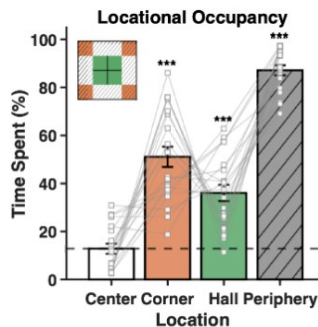 Locational Occupancy
Time Spent (%)
100
80
60
40
20
0
***
***
***
Center Corner Hall Periphery
Location